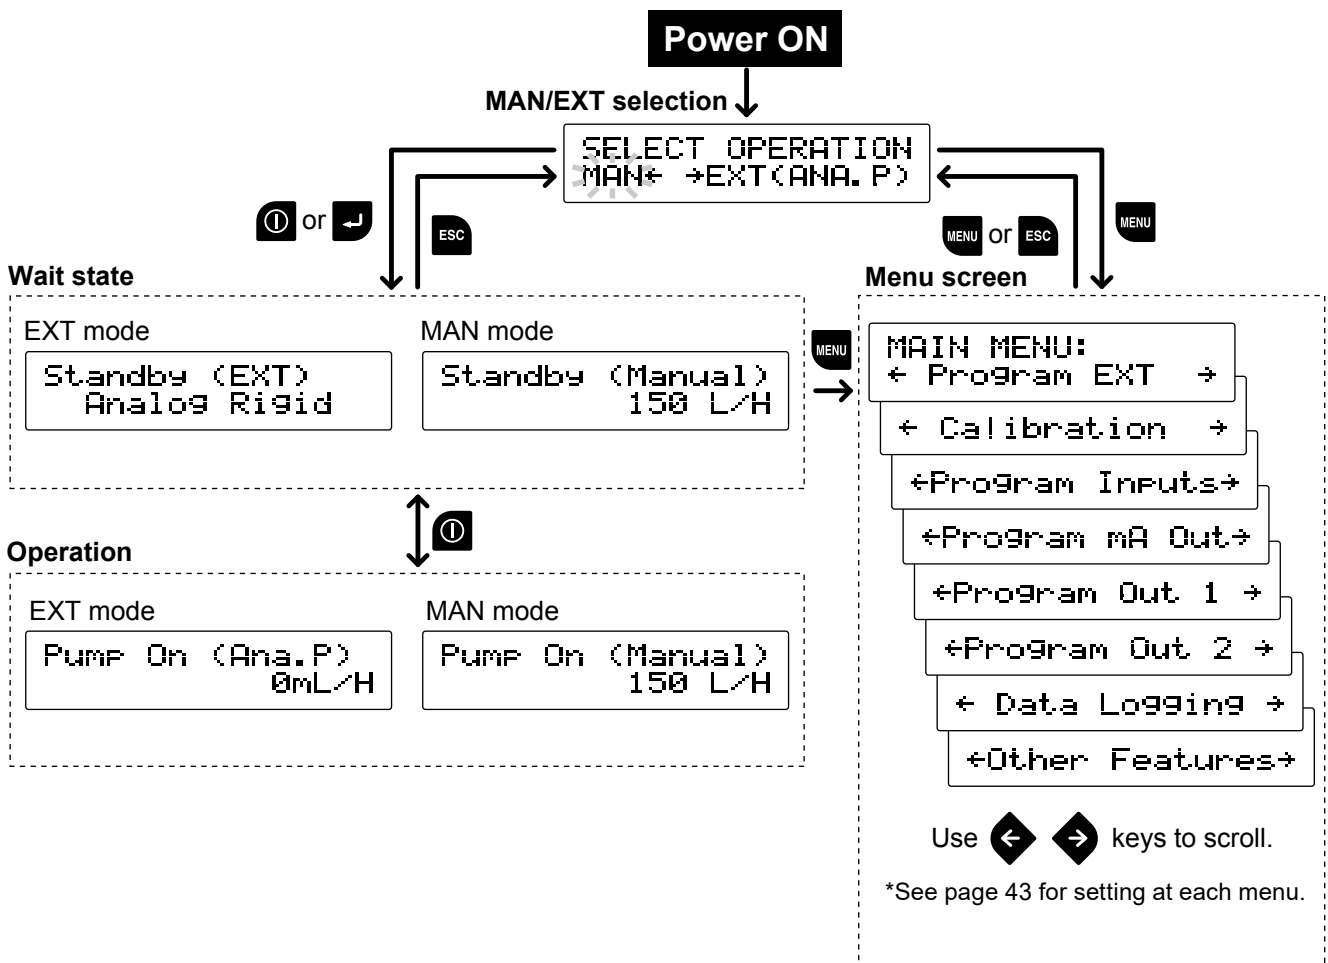 Power ON
MAN/EXT selection
SELECT OPERATION
MAN← →EXT(ANA.P)
or
ESC
MENU or ESC
MENU
Wait state
EXT mode
Standby (EXT)
Analog Rigid
MAN mode
Standby (Manual)
150 L/H
MENU
Operation
EXT mode
Pump On (Ana.P)
0mL/H
MAN mode
Pump On (Manual)
150 L/H
Menu screen
MAIN MENU:
← Program EXT →
← Calibration →
←Program Inputs→
←Program mA Out→
←Program Out 1 →
←Program Out 2 →
← Data Logging →
←Other Features→
Use ← → keys to scroll.
*See page 43 for setting at each menu.